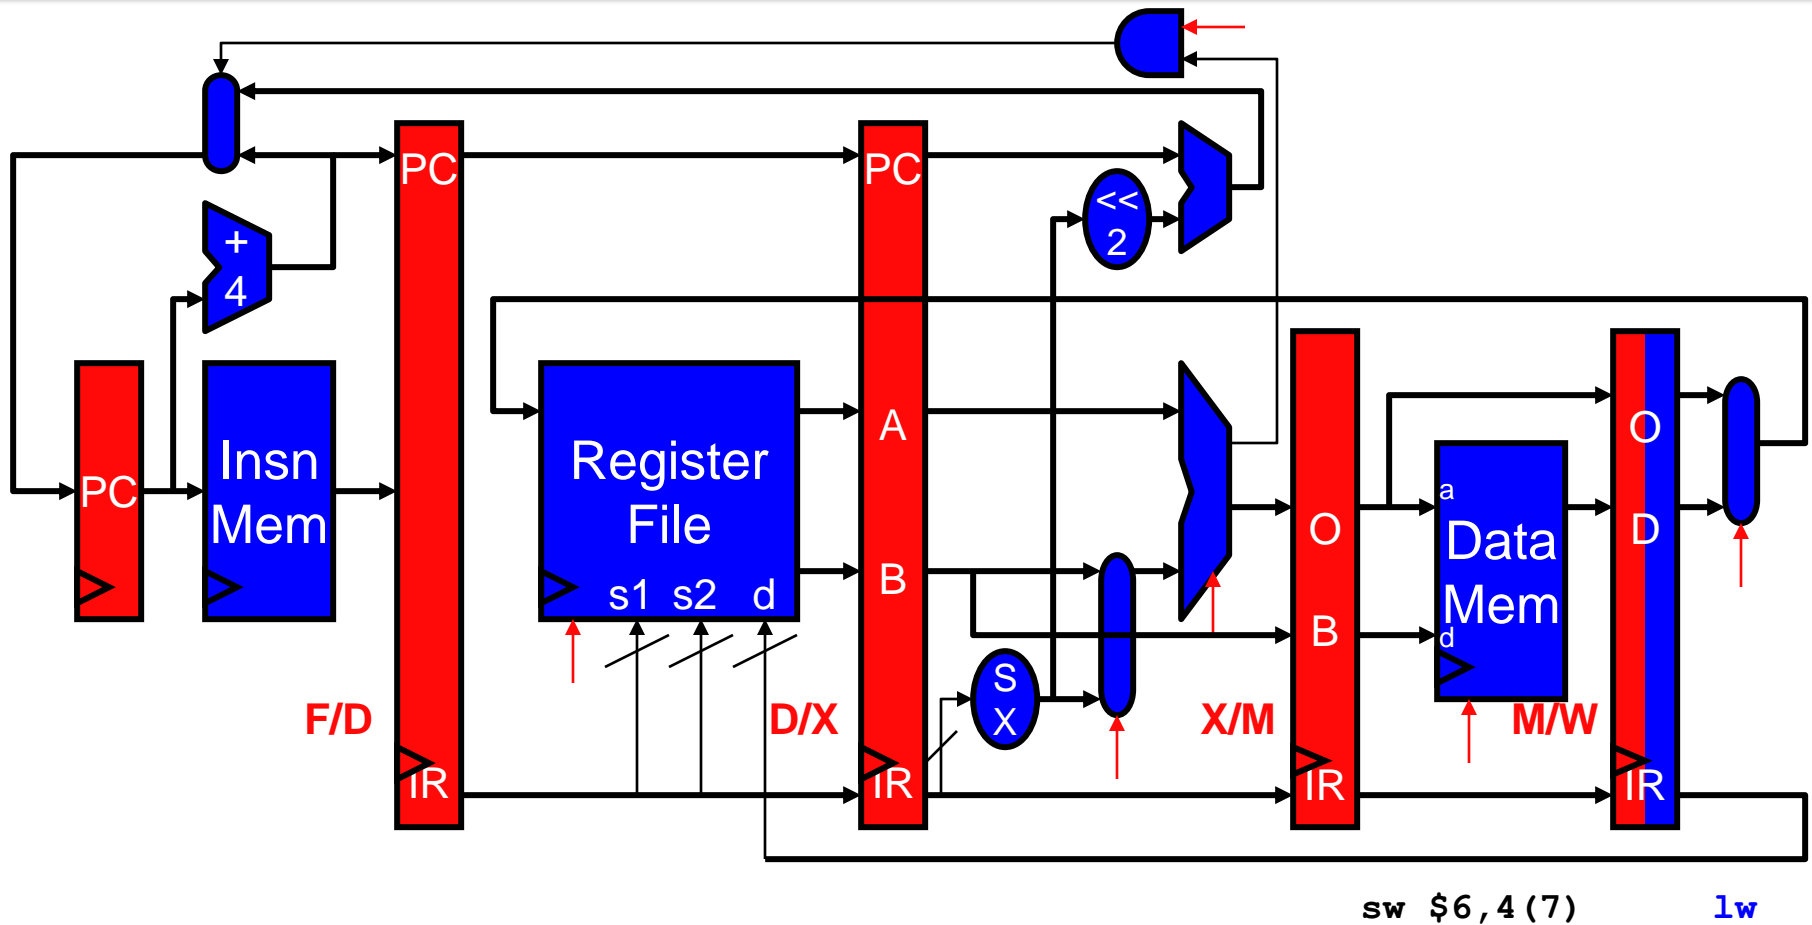 PC
PC
<<
2
+
4
PC
Insn
Mem
Register
File
s1 s2 d
A
B
S
X
O
B
a
Data
Mem
d
O
D
F/D
D/X
X/M
M/W
IR
IR
IR
IR
sw $6,4(7)
lw